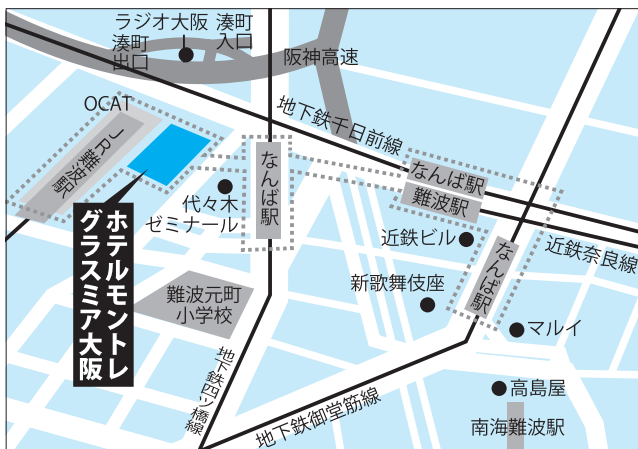 ラジオ大阪
湊町
入口
湊町
出口
阪神高速
OCAT
地下鉄千日前線
JR難波駅
なんば駅
なんば駅
難波駅
代々木
ゼミナール
近鉄ビル
なんば駅
近鉄奈良線
ホテルモントレ
グラスミア大阪
難波元町
小学校
新歌舞伎座
マルイ
地下鉄四ツ橋線
地下鉄御堂筋線
高島屋
南海難波駅